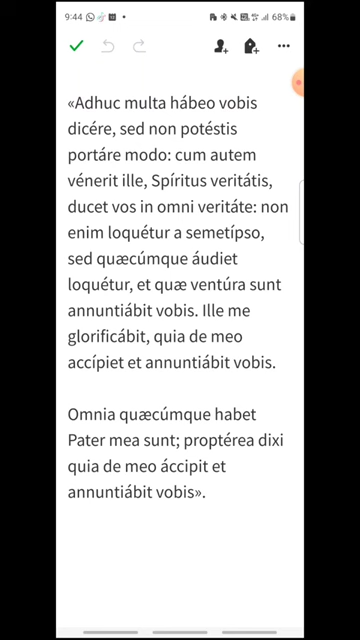 9:44
68%
«Adhuc multa hábeo vobis
dicére, sed non potéstis
portáre modo: cum autem
vénerit ille, Spíritus veritátis,
ducet vos in omni veritáte: non
enim loquétur a semetípso,
sed quæcúmque áudiet
loquétur, et quæ ventúra sunt
annuntiábit vobis. Ille me
glorificábit, quia de meo
accípiet et annuntiábit vobis.
Omnia quæcúmque habet
Pater mea sunt; proptérea dixi
quia de meo áccipit et
annuntiábit vobis».